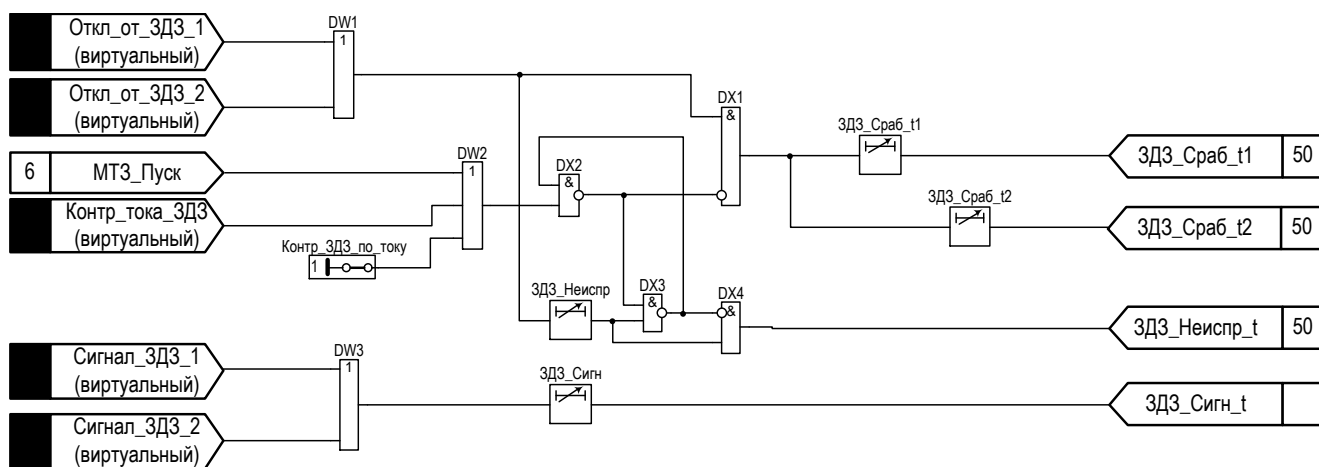 Откл_от_ЗДЗ_1
(виртуальный)
DW1
1
Откл_от_ЗДЗ_2
(виртуальный)
DX1
&
ЗДЗ_Сраб_t1
ЗДЗ_Сраб_t1 50
6 МТЗ_Пуск
DW2
1
DX2
&
Контр_тока_ЗДЗ
(виртуальный)
ЗДЗ_Сраб_t2
ЗДЗ_Сраб_t2 50
Контр_ЗДЗ_по_току
1
ЗДЗ_Неиспр
DX3
&
DX4
&
ЗДЗ_Неиспр_t 50
Сигнал_ЗДЗ_1
(виртуальный)
DW3
1
ЗДЗ_Сигн
ЗДЗ_Сигн_t
Сигнал_ЗДЗ_2
(виртуальный)